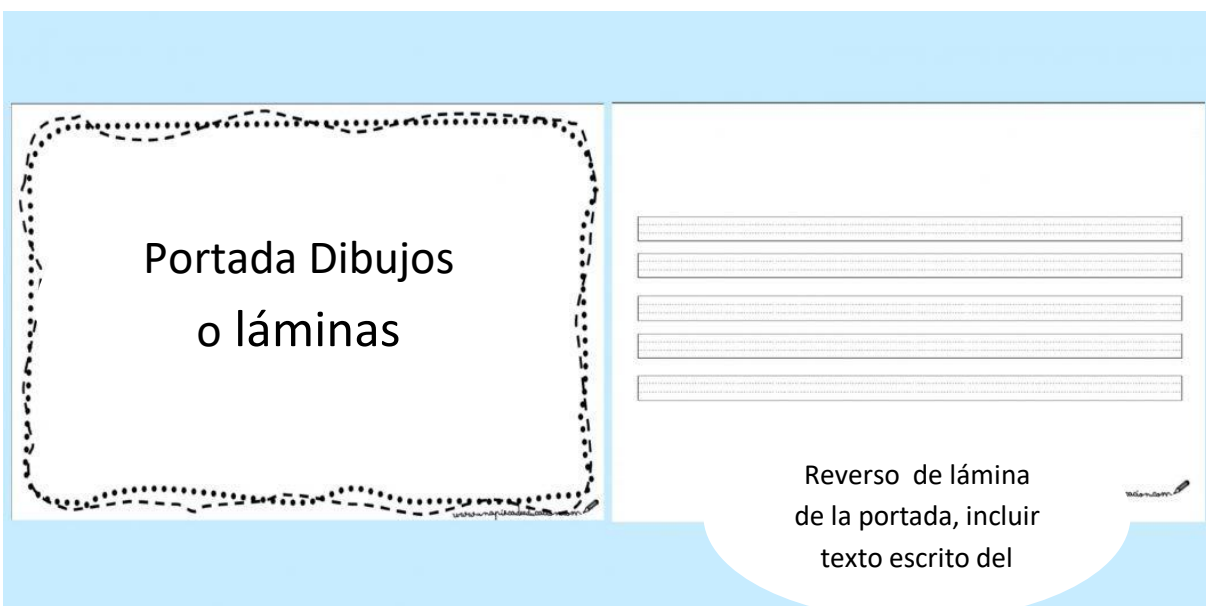 Portada Dibujos
o láminas
Reverso de lámina
de la portada, incluir
texto escrito del